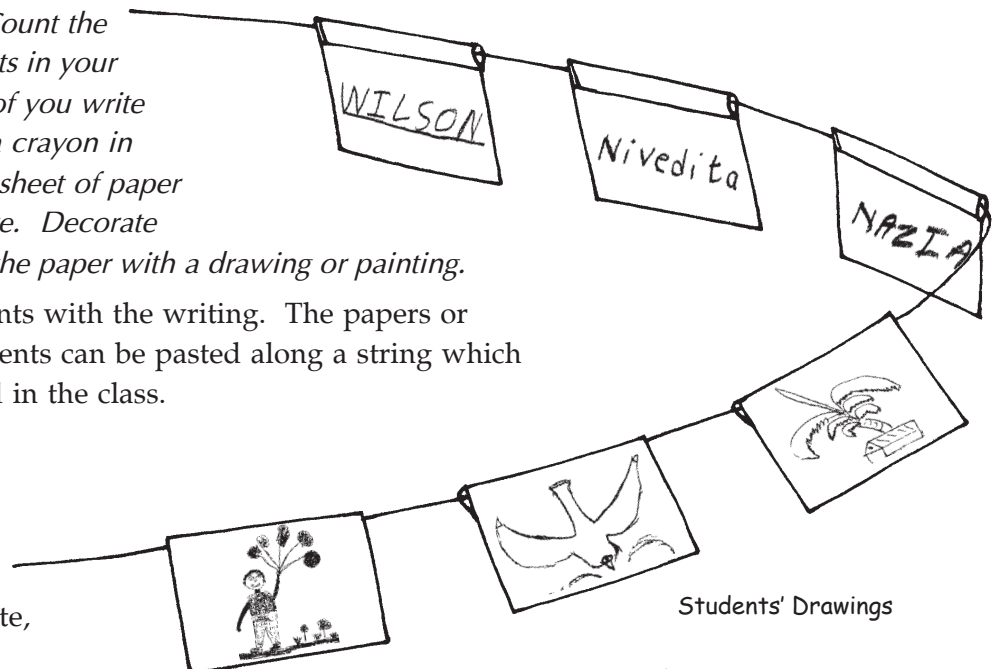 Count the
ts in your
of you write
crayon in
sheet of paper
e. Decorate
the paper with a drawing or painting.
nts with the writing. The papers or
ents can be pasted along a string which
in the class.
te,
WILSON
Nivedita
NAZIA
Students' Drawings